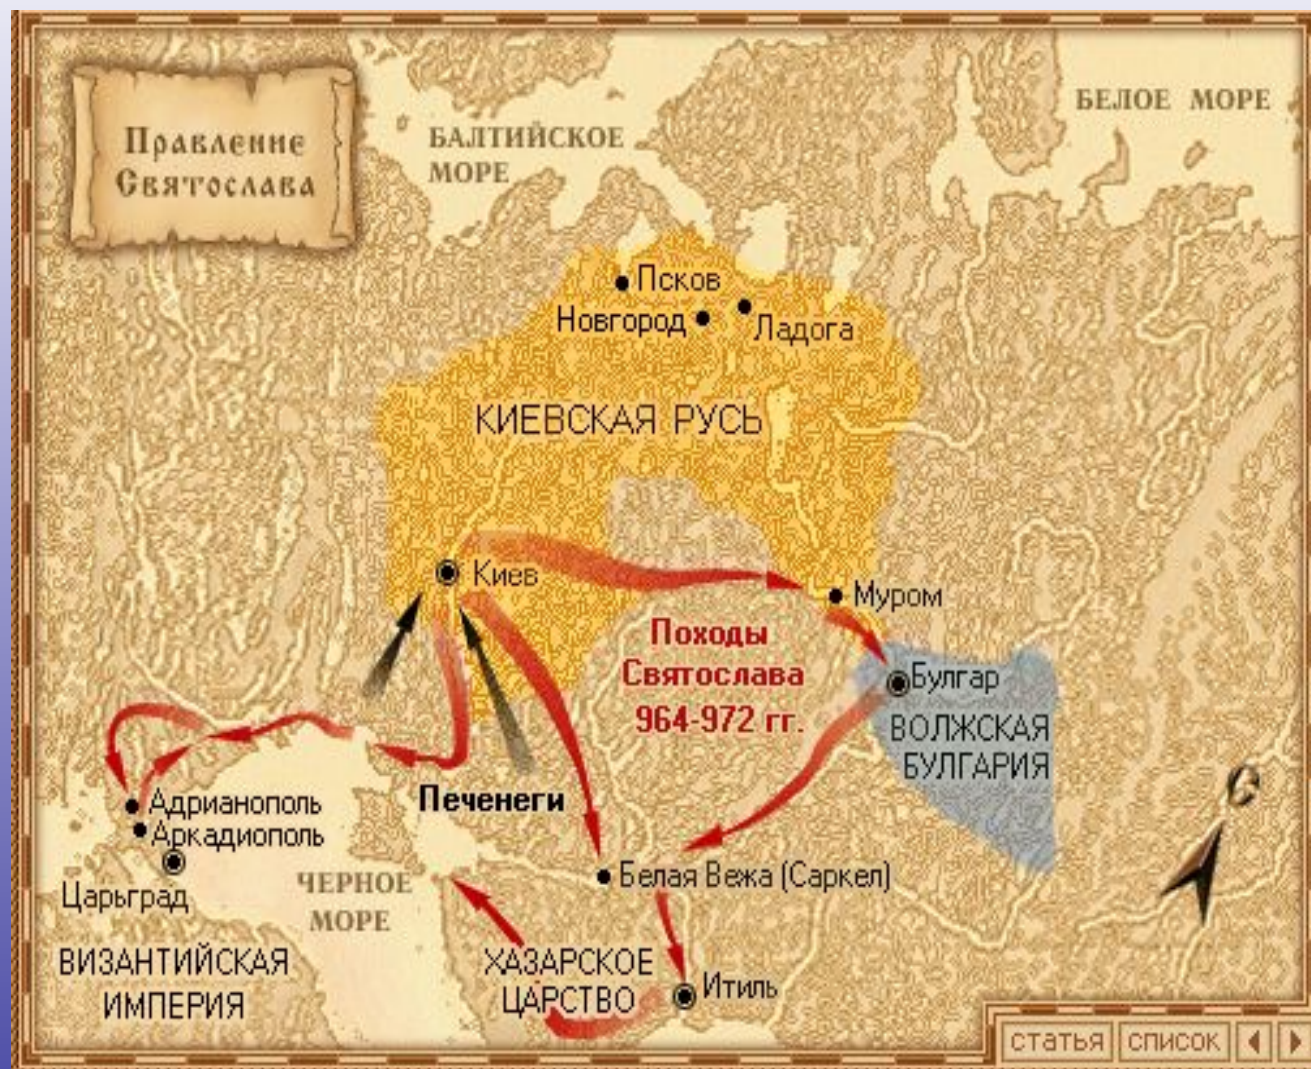 Правление
Святослава
БАЛТИЙСКОЕ
МОРЕ
БЕЛОЕ МОРЕ
Псков
Новгород
Ладога
КИЕВСКАЯ РУСЬ
Киев
Муром
Походы
Святослава
964-972 гг.
Булгар
ВОЛЖСКАЯ
БУЛГАРИЯ
Печенеги
Адрианополь
Аркадиополь
Царьград
ЧЕРНОЕ
МОРЕ
Белая Вежа (Саркел)
С
ВИЗАНТИЙСКАЯ
ИМПЕРИЯ
ХАЗАРСКОЕ
ЦАРСТВО
Итиль
статья список